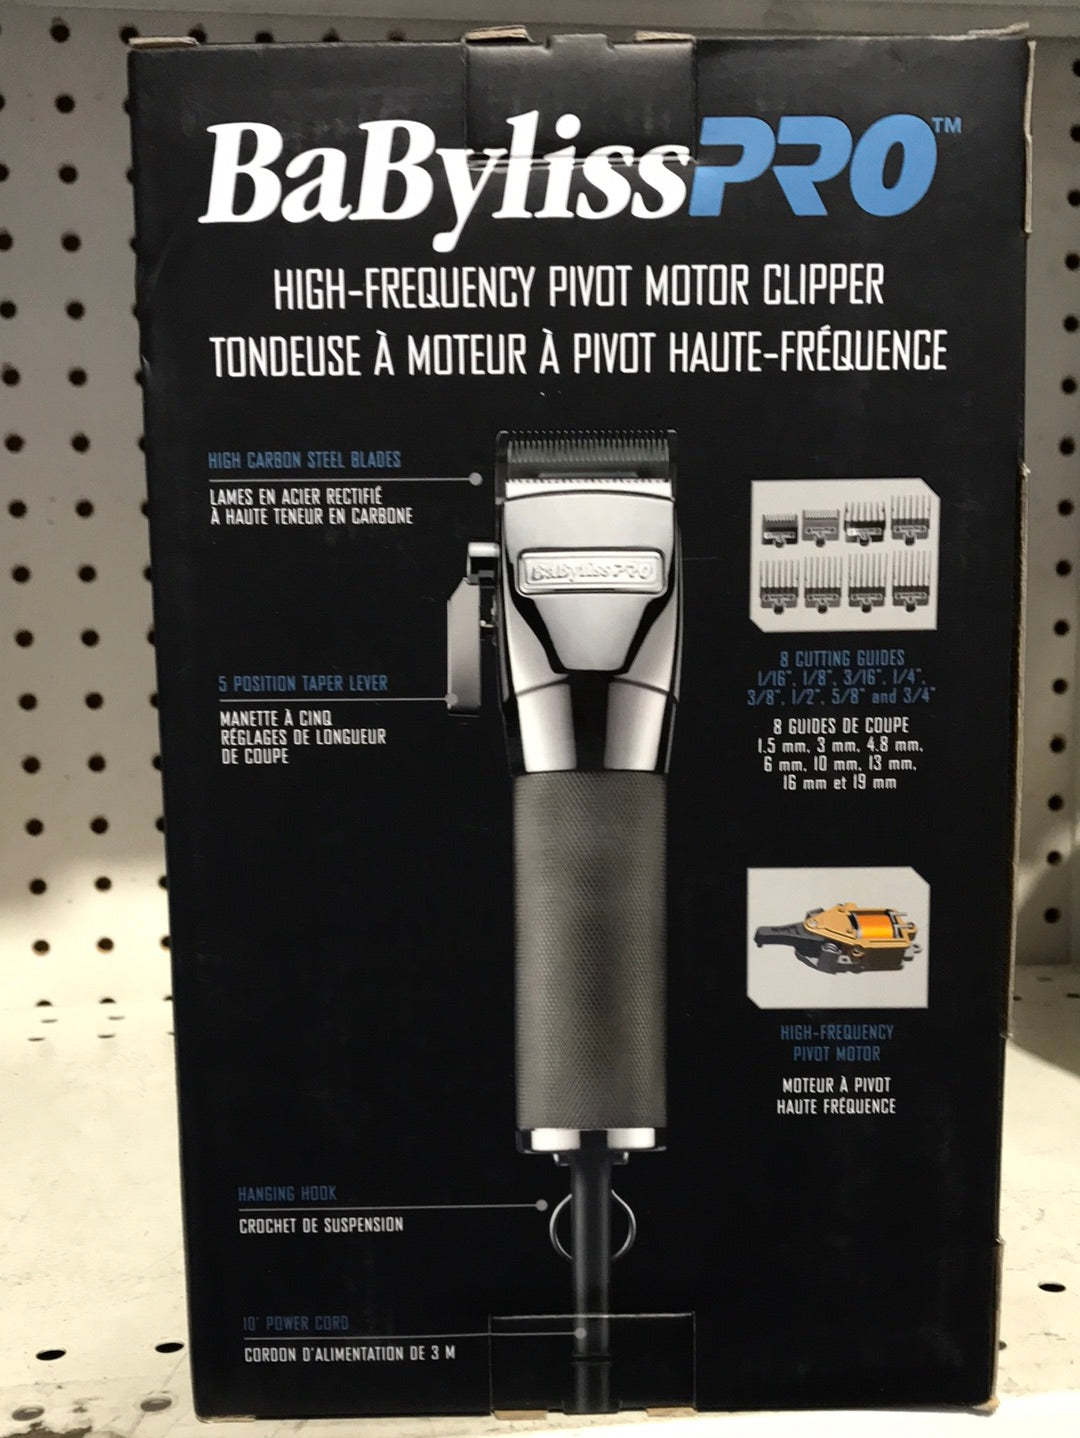 BaBylissPRO™
HIGH-FREQUENCY PIVOT MOTOR CLIPPER
TONDEUSE À MOTEUR À PIVOT HAUTE-FRÉQUENCE
HIGH CARBON STEEL BLADES
LAMES EN ACIER RECTIFIÉ
À HAUTE TENEUR EN CARBONE
BaBylissPRO
5 POSITION TAPER LEVER
MANETTE À CINQ
RÉGLAGES DE LONGUEUR
DE COUPE
8 CUTTING GUIDES
1/16", 1/8", 3/16", 1/4",
3/8", 1/2", 5/8" and 3/4"
8 GUIDES DE COUPE
1.5 mm, 3 mm, 4.8 mm,
6 mm, 10 mm, 13 mm,
16 mm et 19 mm
HIGH-FREQUENCY
PIVOT MOTOR
MOTEUR À PIVOT
HAUTE FRÉQUENCE
HANGING HOOK
CROCHET DE SUSPENSION
10' POWER CORD
CORDON D'ALIMENTATION DE 3 M